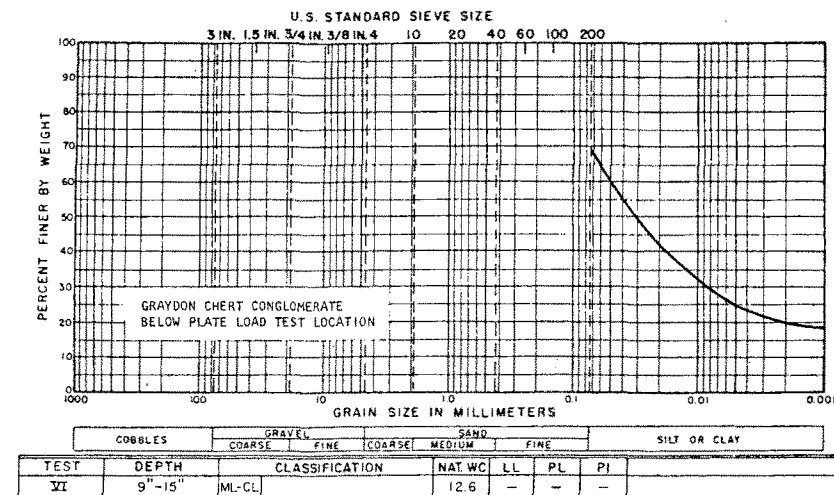 U.S. STANDARD SIEVE SIZE
3 IN. 1.5 IN. 3/4 IN. 3/8 IN. 4 10 20 40 60 100 200
PERCENT FINER BY WEIGHT
100
90
80
70
60
50
40
30
20
10
0
GRAYDON CHERT CONGLOMERATE
BELOW PLATE LOAD TEST LOCATION
1000 100 10 1.0 0.1 0.01 0.001
GRAIN SIZE IN MILLIMETERS
COBBLES GRAVEL SAND SILT OR CLAY
COARSE FINE COARSE MEDIUM FINE
TEST DEPTH CLASSIFICATION NAT. WC LL PL PI
VI 9"-15" ML-CL 12.6 – – –